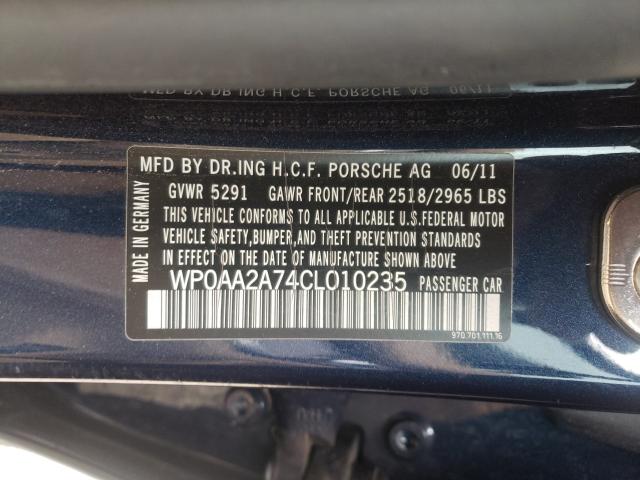 MFD BY DR.ING H.C.F. PORSCHE AG 06/11
GVWR 5291 GAWR FRONT/REAR 2518/2965 LBS
THIS VEHICLE CONFORMS TO ALL APPLICABLE U.S.FEDERAL MOTOR
VEHICLE SAFETY,BUMPER,AND THEFT PREVENTION STANDARDS
IN EFFECT ON THE DATE OF MANUFACTURE SHOWN ABOVE
WP0AA2A74CL010235 PASSENGER CAR
970.701.111.16
MADE IN GERMANY